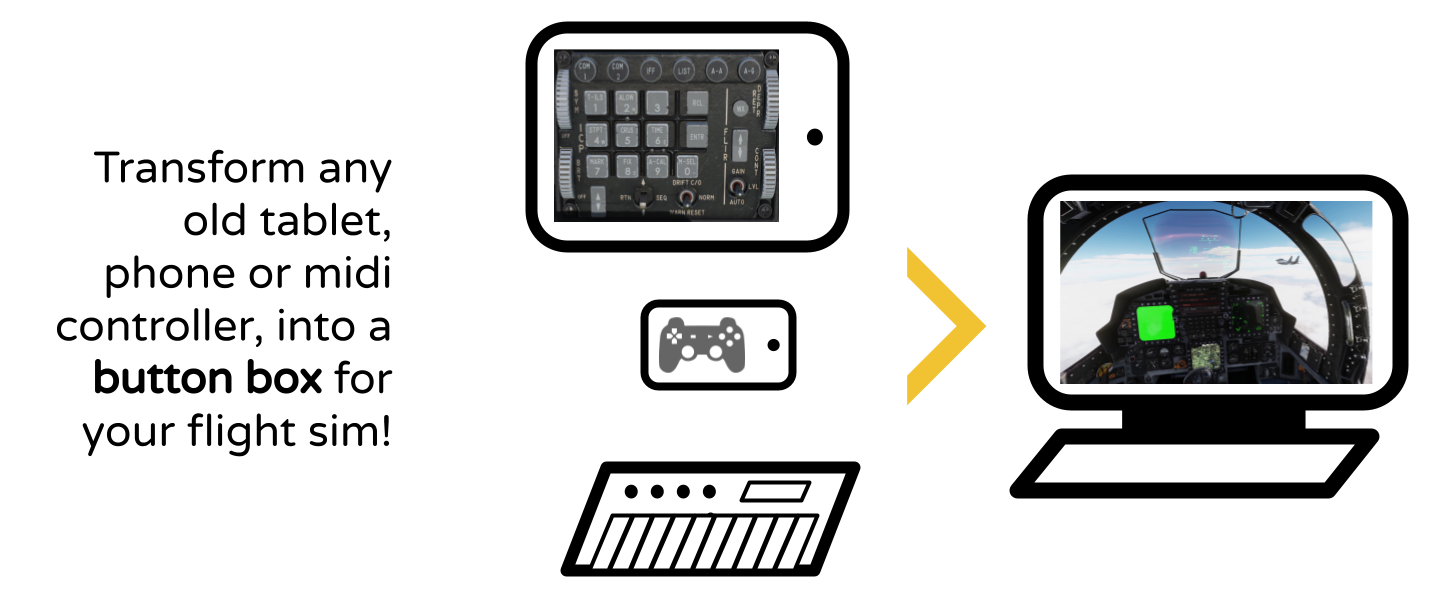 Transform any
old tablet,
phone or midi
controller, into a
button box for
your flight sim!
COM 1
COM 2
IFF
LIST
A-A
A-G
SYM
RET
DEPR
T-ILS 1
ALOW 2
3
RCL
WX
OFF
ICP
STPT 4
CRUS 5
TIME 6
ENTR
FLIR
CONT
BRT
MARK 7
FIX 8
A-CAL 9
M-SEL 0
GAIN
LVL
AUTO
DRIFT C/O
OFF
RTN
SEQ
NORM
WARN RESET